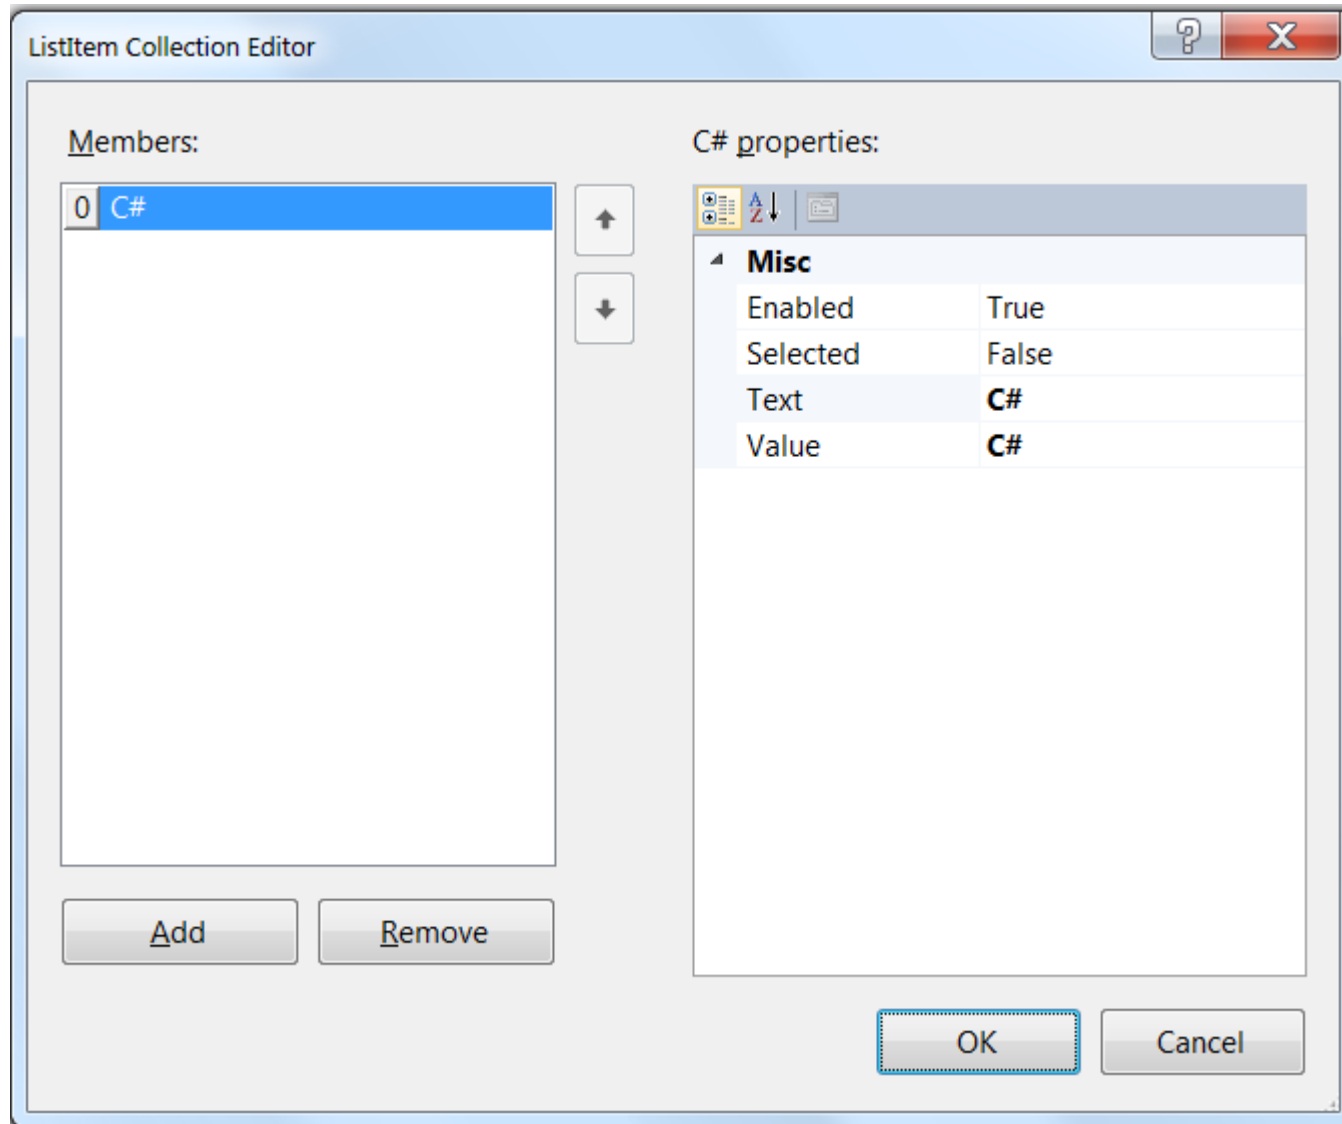 ListItem Collection Editor
Members:
C# properties:
0 C#
Misc
Enabled True
Selected False
Text C#
Value C#
Add Remove
OK Cancel